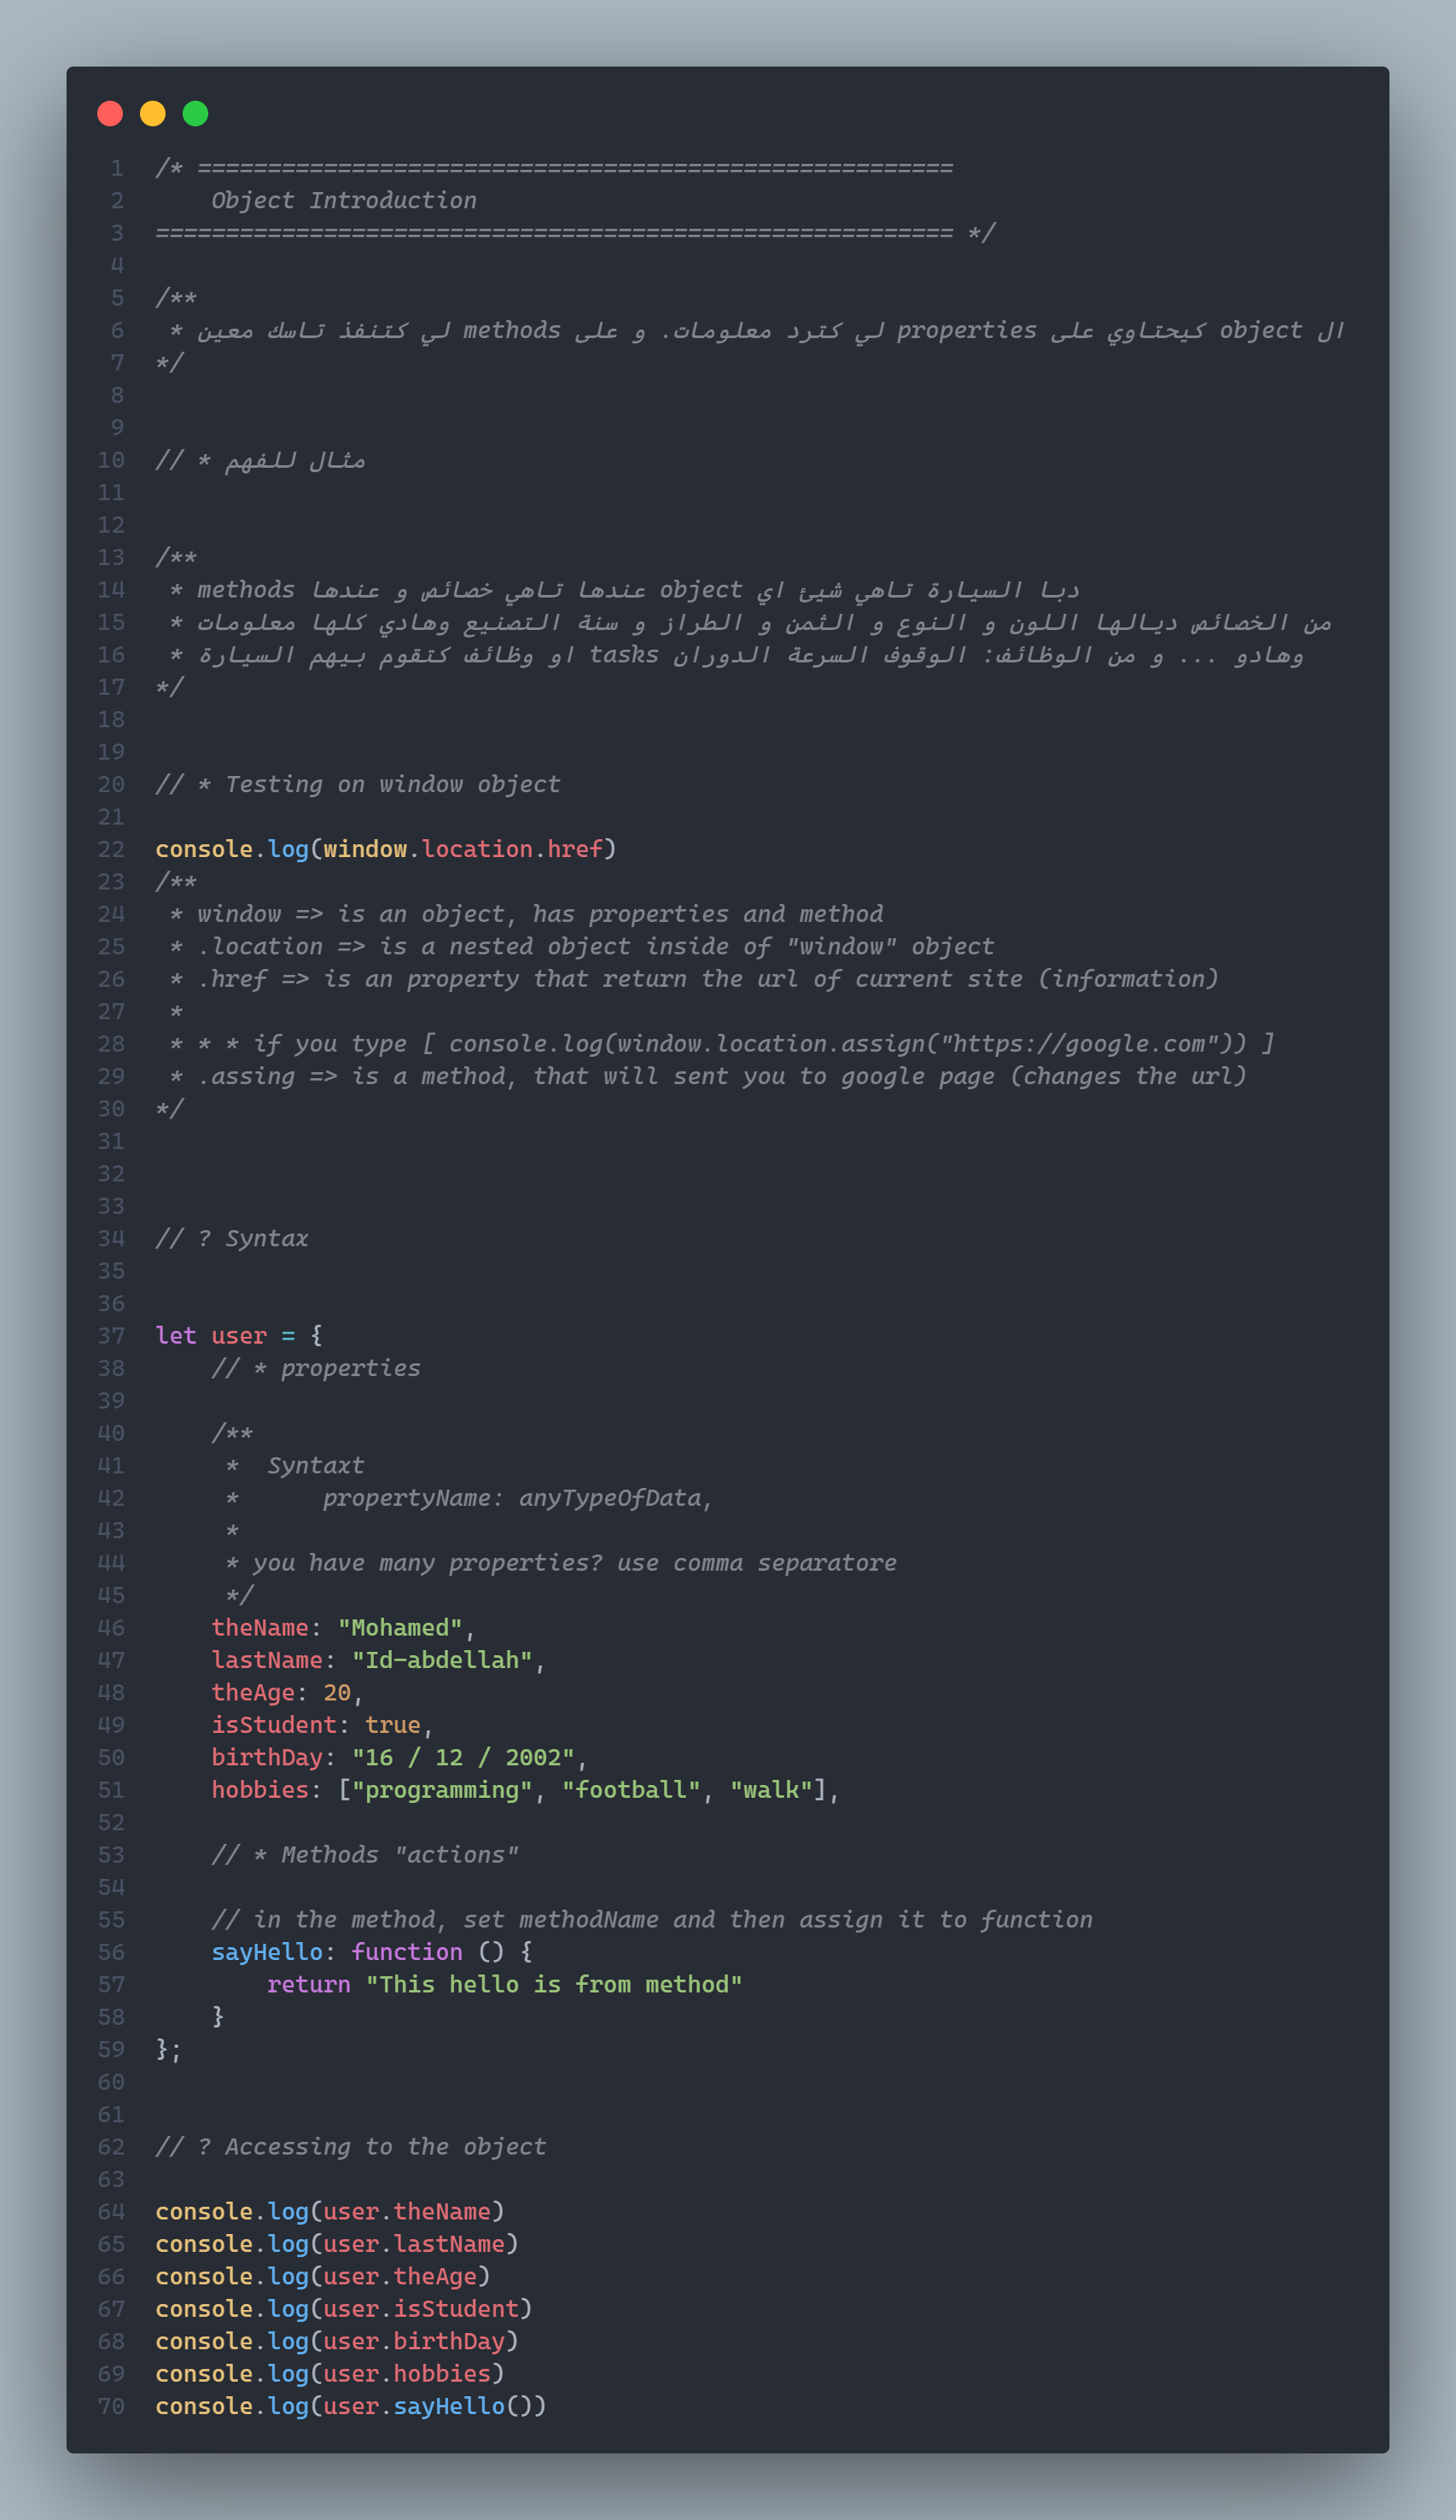 1 /* ======================================================
2     Object Introduction
3 ========================================================= */
4
5 /**
6  * ال object كيحتاوي على properties لي كترد معلومات. و على methods لي كتنفذ تاسك معين
7 */
8
9
10 // * مثال للفهم
11
12
13 /**
14  * دبا السيارة تاهي شيئ اي object عندها تاهي خصائص و عندها methods
15  * من الخصائص ديالها اللون و النوع و الثمن و الطراز و سنة التصنيع وهادي كلها معلومات
16  * وهادو ... و من الوظائف: الوقوف السرعة الدوران tasks او وظائف كتقوم بيهم السيارة
17 */
18
19
20 // * Testing on window object
21
22 console.log(window.location.href)
23 /**
24  * window => is an object, has properties and method
25  * .location => is a nested object inside of "window" object
26  * .href => is an property that return the url of current site (information)
27  *
28  * * * if you type [ console.log(window.location.assign("https://google.com")) ]
29  * .assing => is a method, that will sent you to google page (changes the url)
30 */
31
32
33
34 // ? Syntax
35
36
37 let user = {
38     // * properties
39
40     /**
41      *  Syntaxt
42      *      propertyName: anyTypeOfData,
43      *
44      * you have many properties? use comma separatore
45      */
46     theName: "Mohamed",
47     lastName: "Id-abdellah",
48     theAge: 20,
49     isStudent: true,
50     birthDay: "16 / 12 / 2002",
51     hobbies: ["programming", "football", "walk"],
52
53     // * Methods "actions"
54
55     // in the method, set methodName and then assign it to function
56     sayHello: function () {
57         return "This hello is from method"
58     }
59 };
60
61
62 // ? Accessing to the object
63
64 console.log(user.theName)
65 console.log(user.lastName)
66 console.log(user.theAge)
67 console.log(user.isStudent)
68 console.log(user.birthDay)
69 console.log(user.hobbies)
70 console.log(user.sayHello())